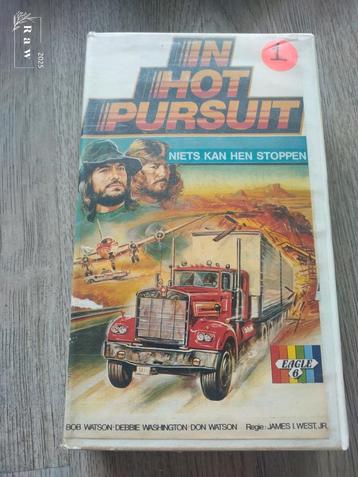 Raw
2025
IN
HOT
PURSUIT
1
NIETS KAN HEN STOPPEN
EAGLE
6
BOB WATSON·DEBBIE WASHINGTON·DON WATSON Regie: JAMES I. WEST, JR.